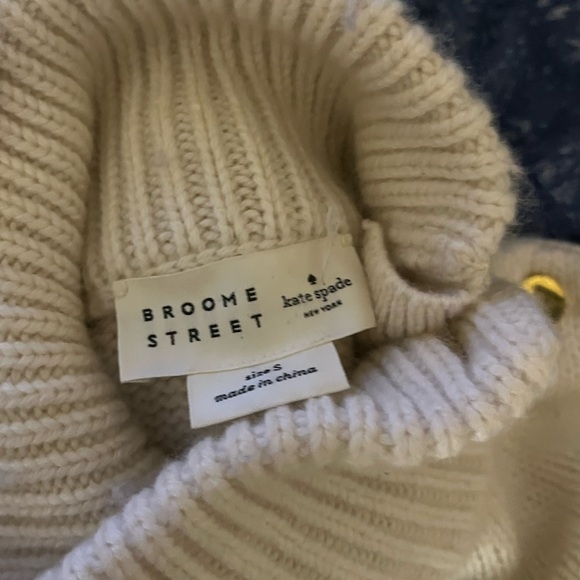 BROOME
STREET
kate spade
NEW YORK
size S
made in china